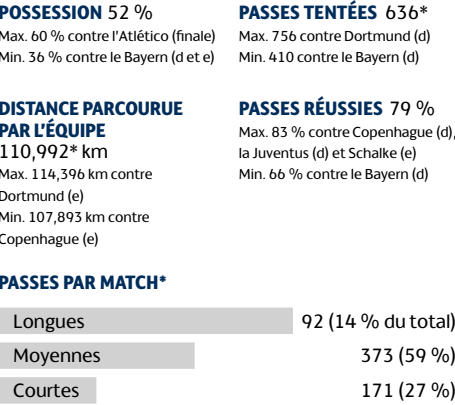 POSSESSION 52 %
Max. 60 % contre l'Atlético (finale)
Min. 36 % contre le Bayern (d et e)
PASSES TENTÉES 636*
Max. 756 contre Dortmund (d)
Min. 410 contre le Bayern (d)
DISTANCE PARCOURUE
PAR L'ÉQUIPE
110,992* km
Max. 114,396 km contre
Dortmund (e)
Min. 107,893 km contre
Copenhague (e)
PASSES RÉUSSIES 79 %
Max. 83 % contre Copenhague (d),
la Juventus (d) et Schalke (e)
Min. 66 % contre le Bayern (d)
PASSES PAR MATCH*
Longues 92 (14 % du total)
Moyennes 373 (59 %)
Courtes 171 (27 %)